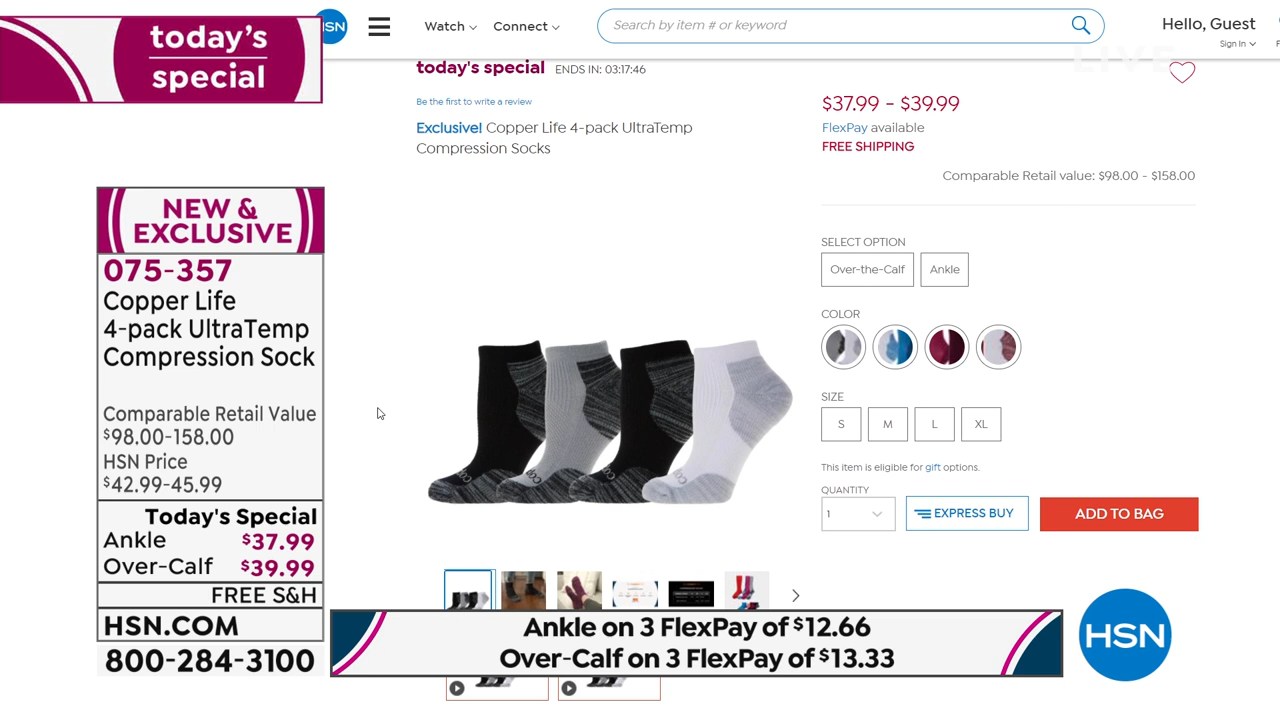 today's
special
HSN
Watch
Connect
Search by item # or keyword
Hello, Guest
Sign In
LIVE
today's special ENDS IN: 03:17:46
Be the first to write a review
Exclusive! Copper Life 4-pack UltraTemp
Compression Socks
$37.99 - $39.99
FlexPay available
FREE SHIPPING
Comparable Retail value: $98.00 - $158.00
SELECT OPTION
Over-the-Calf
Ankle
COLOR
SIZE
S
M
L
XL
This item is eligible for gift options.
QUANTITY
1
EXPRESS BUY
ADD TO BAG
NEW &
EXCLUSIVE
075-357
Copper Life
4-pack UltraTemp
Compression Sock
Comparable Retail Value
$98.00-158.00
HSN Price
$42.99-45.99
Today's Special
Ankle $37.99
Over-Calf $39.99
FREE S&H
HSN.COM
800-284-3100
Ankle on 3 FlexPay of $12.66
Over-Calf on 3 FlexPay of $13.33
HSN